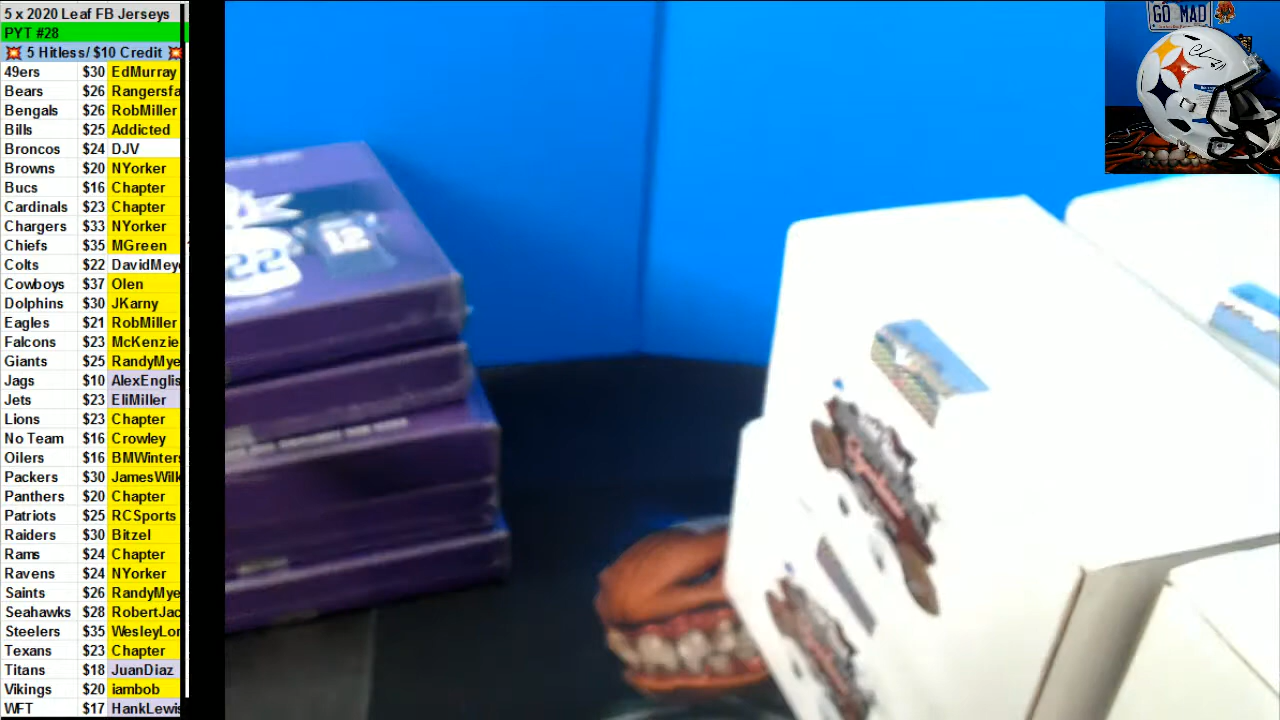 5 x 2020 Leaf FB Jerseys
PYT #28
💥 5 Hitless/ $10 Credit 💥
49ers $30 EdMurray
Bears $26 Rangersfa
Bengals $26 RobMiller
Bills $25 Addicted
Broncos $24 DJV
Browns $20 NYorker
Bucs $16 Chapter
Cardinals $23 Chapter
Chargers $33 NYorker
Chiefs $35 MGreen
Colts $22 DavidMeye
Cowboys $37 Olen
Dolphins $30 JKarny
Eagles $21 RobMiller
Falcons $23 McKenzie
Giants $25 RandyMye
Jags $10 AlexEnglis
Jets $23 EliMiller
Lions $23 Chapter
No Team $16 Crowley
Oilers $16 BMWinters
Packers $30 JamesWilk
Panthers $20 Chapter
Patriots $25 RCSports
Raiders $30 Bitzel
Rams $24 Chapter
Ravens $24 NYorker
Saints $26 RandyMye
Seahawks $28 RobertJac
Steelers $35 WesleyLor
Texans $23 Chapter
Titans $18 JuanDiaz
Vikings $20 iambob
WFT $17 HankLewis
GO MAD
22
12